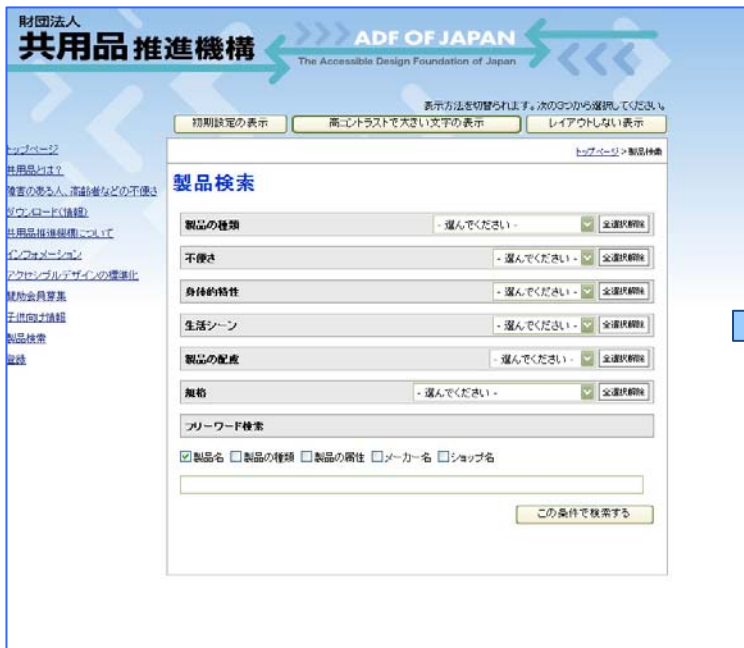 財団法人
共用品推進機構
ADF OF JAPAN
The Accessible Design Foundation of Japan
表示方法を切替られます。次の3つから選択してください。
初期設定の表示 高コントラストで大きい文字の表示 レイアウトしない表示
トップページ
共用品とは?
障害のある人、高齢者などの不便さ
ダウンロード(情報)
共用品推進機構について
インフォメーション
アクセシブルデザインの標準化
賛助会員募集
子供向け情報
製品検索
登録
トップページ>製品検索
製品検索
製品の種類 - 選んでください - 全選択解除
不便さ - 選んでください - 全選択解除
身体的特性 - 選んでください - 全選択解除
生活シーン - 選んでください - 全選択解除
製品の配慮 - 選んでください - 全選択解除
規格 - 選んでください - 全選択解除
フリーワード検索
製品名 製品の種類 製品の属性 メーカー名 ショップ名
この条件で検索する